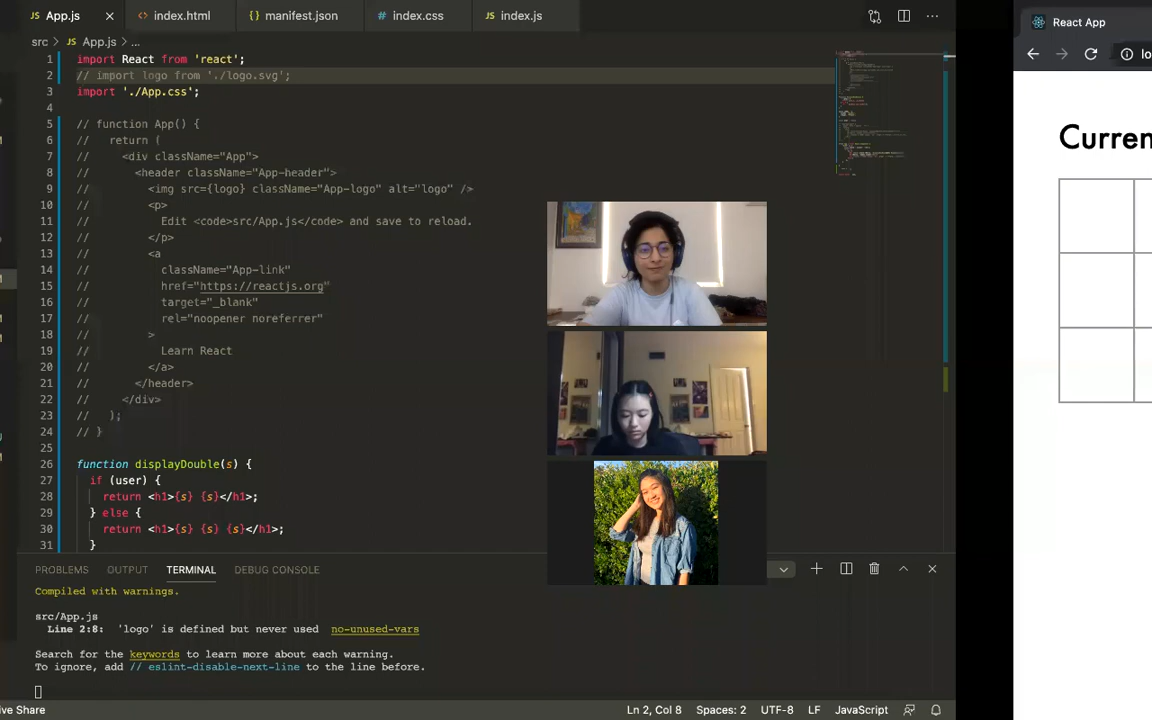 App.js
index.html
manifest.json
index.css
index.js
src > App.js > ...
1 import React from 'react';
2 // import logo from './logo.svg';
3 import './App.css';
4
5 // function App() {
6 //   return (
7 //     <div className="App">
8 //       <header className="App-header">
9 //         <img src={logo} className="App-logo" alt="logo" />
10 //         <p>
11 //           Edit <code>src/App.js</code> and save to reload.
12 //         </p>
13 //         <a
14 //           className="App-link"
15 //           href="https://reactjs.org"
16 //           target="_blank"
17 //           rel="noopener noreferrer"
18 //         >
19 //           Learn React
20 //         </a>
21 //       </header>
22 //     </div>
23 //   );
24 // }
25
26 function displayDouble(s) {
27   if (user) {
28     return <h1>{s} {s}</h1>;
29   } else {
30     return <h1>{s} {s} {s}</h1>;
31   }
PROBLEMS OUTPUT TERMINAL DEBUG CONSOLE
Compiled with warnings.
src/App.js
Line 2:8: 'logo' is defined but never used no-unused-vars
Search for the keywords to learn more about each warning.
To ignore, add // eslint-disable-next-line to the line before.
ve Share
Ln 2, Col 8
Spaces: 2
UTF-8
LF
JavaScript
React App
lo
Curren